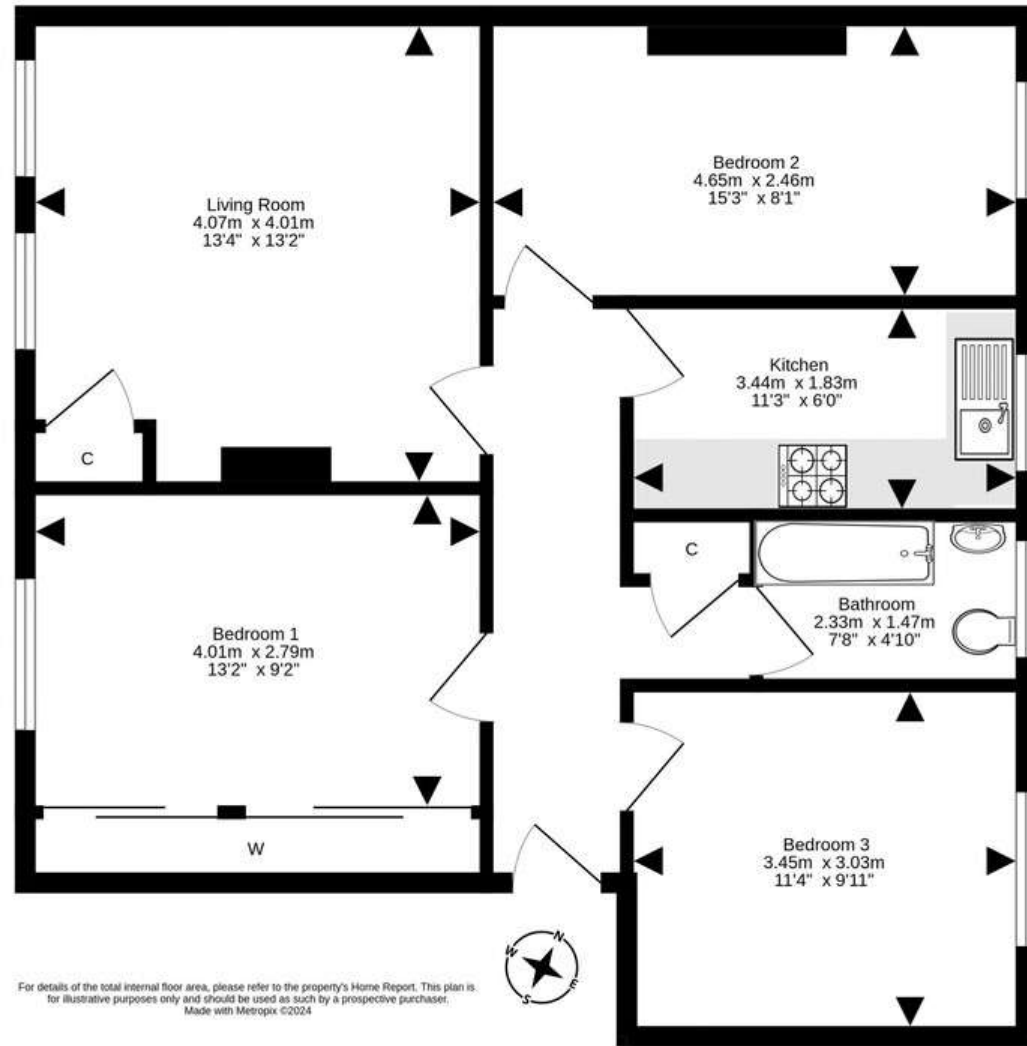 Living Room
4.07m x 4.01m
13'4" x 13'2"
Bedroom 2
4.65m x 2.46m
15'3" x 8'1"
Kitchen
3.44m x 1.83m
11'3" x 6'0"
C
C
Bathroom
2.33m x 1.47m
7'8" x 4'10"
Bedroom 1
4.01m x 2.79m
13'2" x 9'2"
W
Bedroom 3
3.45m x 3.03m
11'4" x 9'11"
N
W
E
S
For details of the total internal floor area, please refer to the property's Home Report. This plan is
for illustrative purposes only and should be used as such by a prospective purchaser.
Made with Metropix ©2024